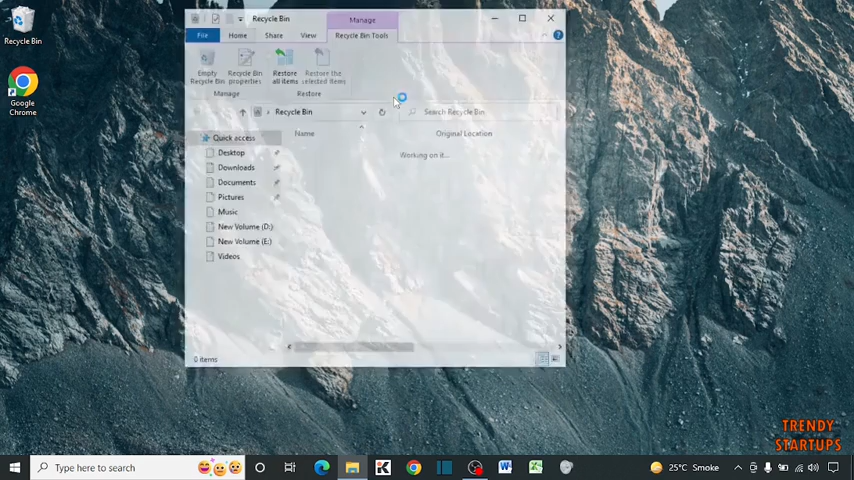 Recycle Bin
Manage
Recycle Bin
File
Home
Share
View
Recycle Bin Tools
Google
Chrome
Empty
Recycle Bin
Recycle Bin
properties
Restore
all items
Restore the
selected items
Manage
Restore
Recycle Bin
Search Recycle Bin
Quick access
Desktop
Downloads
Documents
Pictures
Music
New Volume (D:)
New Volume (E:)
Videos
Name
Original Location
Working on it...
0 items
TRENDY
STARTUPS
Type here to search
25°C Smoke